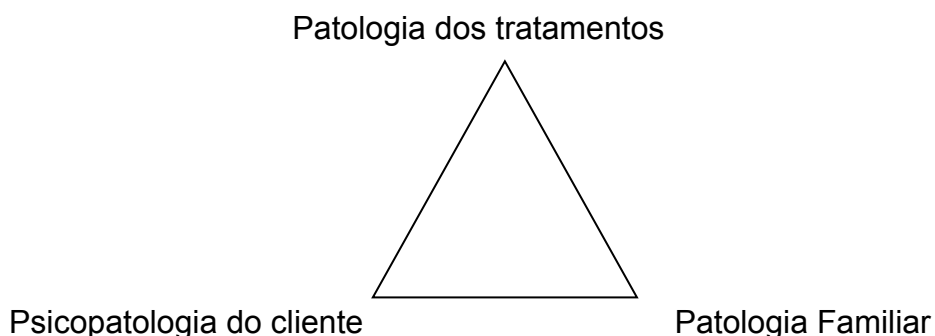 Patologia dos tratamentos
Psicopatologia do cliente
Patologia Familiar